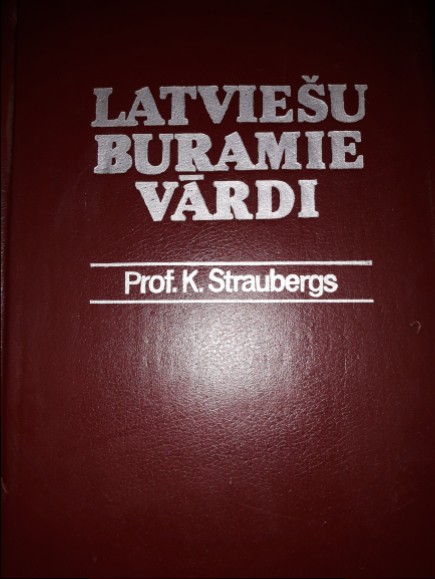 LATVIEŠU
BURAMIE
VĀRDI
Prof. K. Straubergs